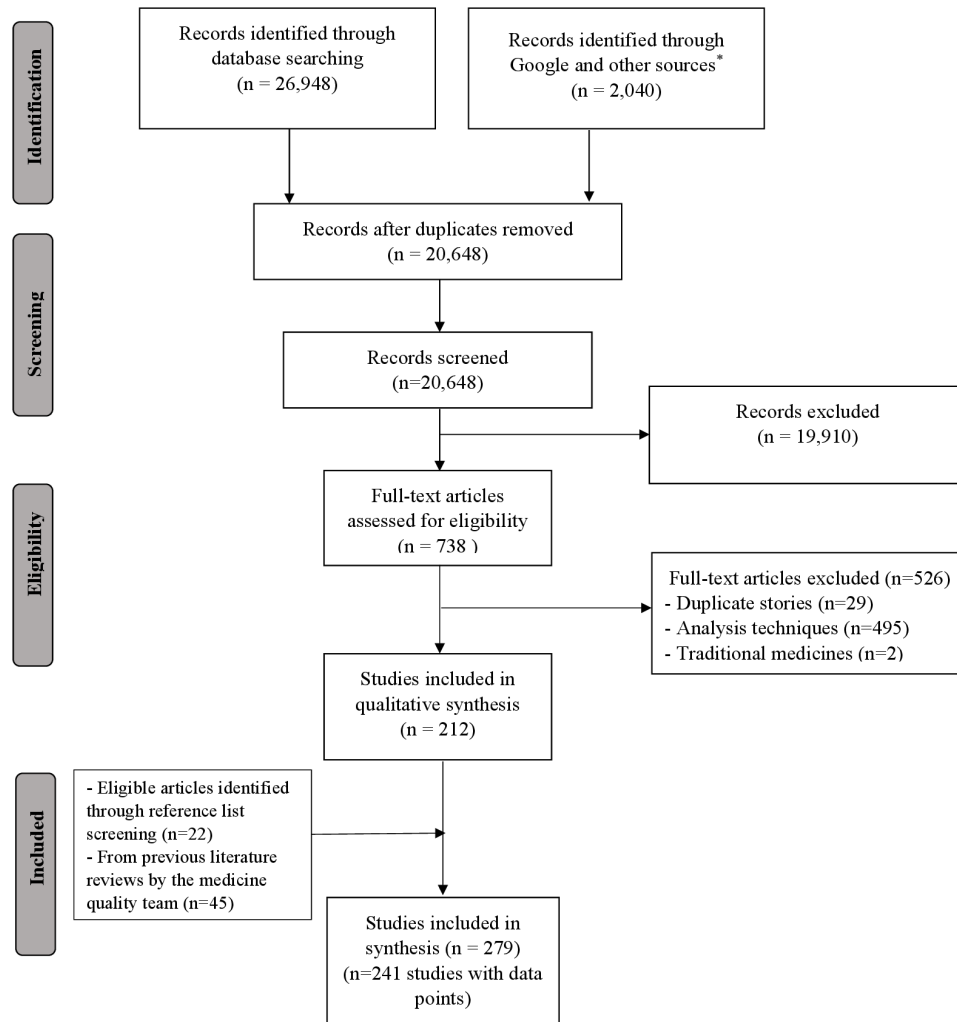 Identification
Records identified through
database searching
(n = 26,948)
Records identified through
Google and other sources*
(n = 2,040)
Records after duplicates removed
(n = 20,648)
Screening
Records screened
(n=20,648)
Records excluded
(n = 19,910)
Eligibility
Full-text articles
assessed for eligibility
(n = 738 )
Full-text articles excluded (n=526)
- Duplicate stories (n=29)
- Analysis techniques (n=495)
- Traditional medicines (n=2)
Studies included in
qualitative synthesis
(n = 212)
Included
- Eligible articles identified
through reference list
screening (n=22)
- From previous literature
reviews by the medicine
quality team (n=45)
Studies included in
synthesis (n = 279)
(n=241 studies with data
points)